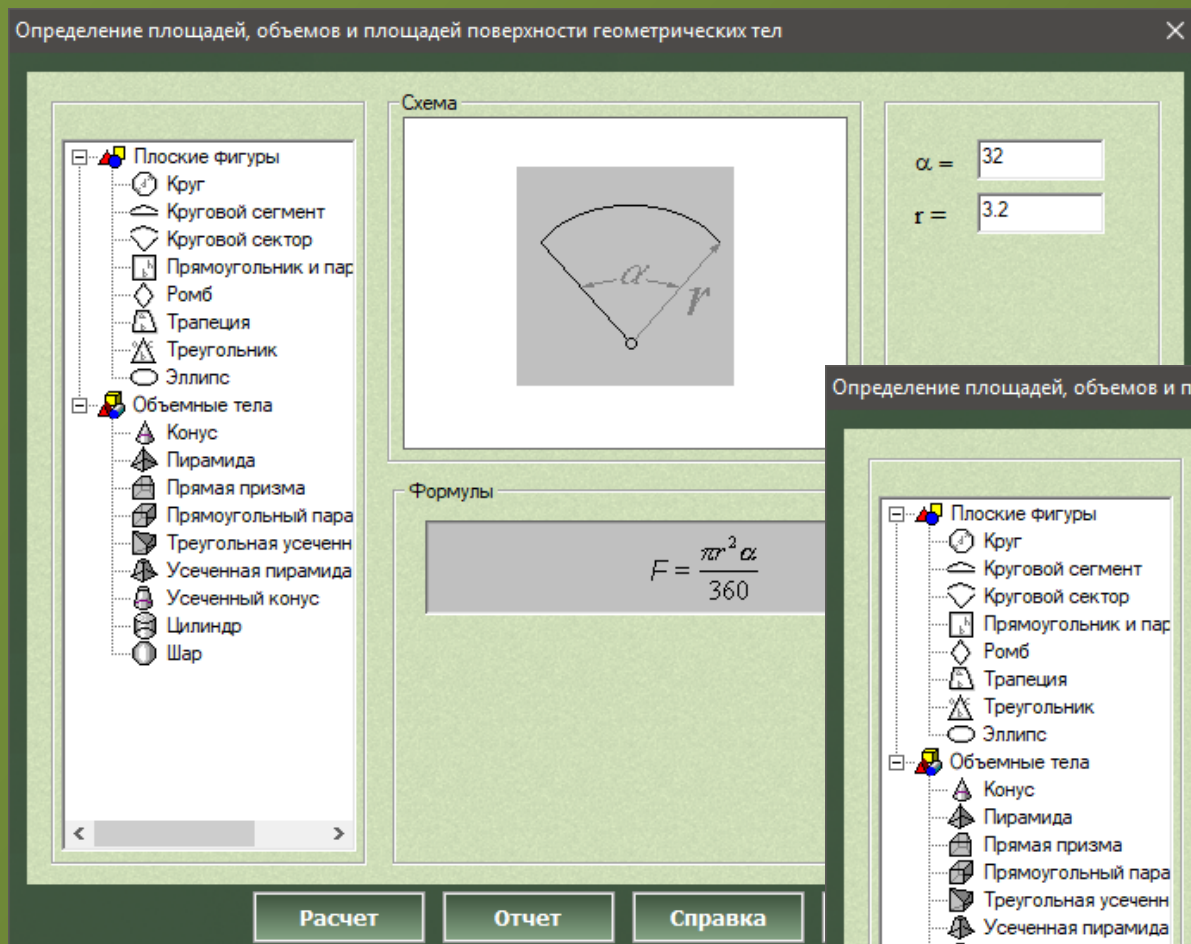 Определение площадей, объемов и площадей поверхности геометрических тел
Плоские фигуры
Круг
Круговой сегмент
Круговой сектор
Прямоугольник и пар
Ромб
Трапеция
Треугольник
Эллипс
Объемные тела
Конус
Пирамида
Прямая призма
Прямоугольный пара
Треугольная усеченн
Усеченная пирамида
Усеченный конус
Цилиндр
Шар
Схема
α
r
α = 32
r = 3.2
Формулы
F = πr²α / 360
Расчет
Отчет
Справка
Определение площадей, объемов и п
Плоские фигуры
Круг
Круговой сегмент
Круговой сектор
Прямоугольник и пар
Ромб
Трапеция
Треугольник
Эллипс
Объемные тела
Конус
Пирамида
Прямая призма
Прямоугольный пара
Треугольная усеченн
Усеченная пирамида